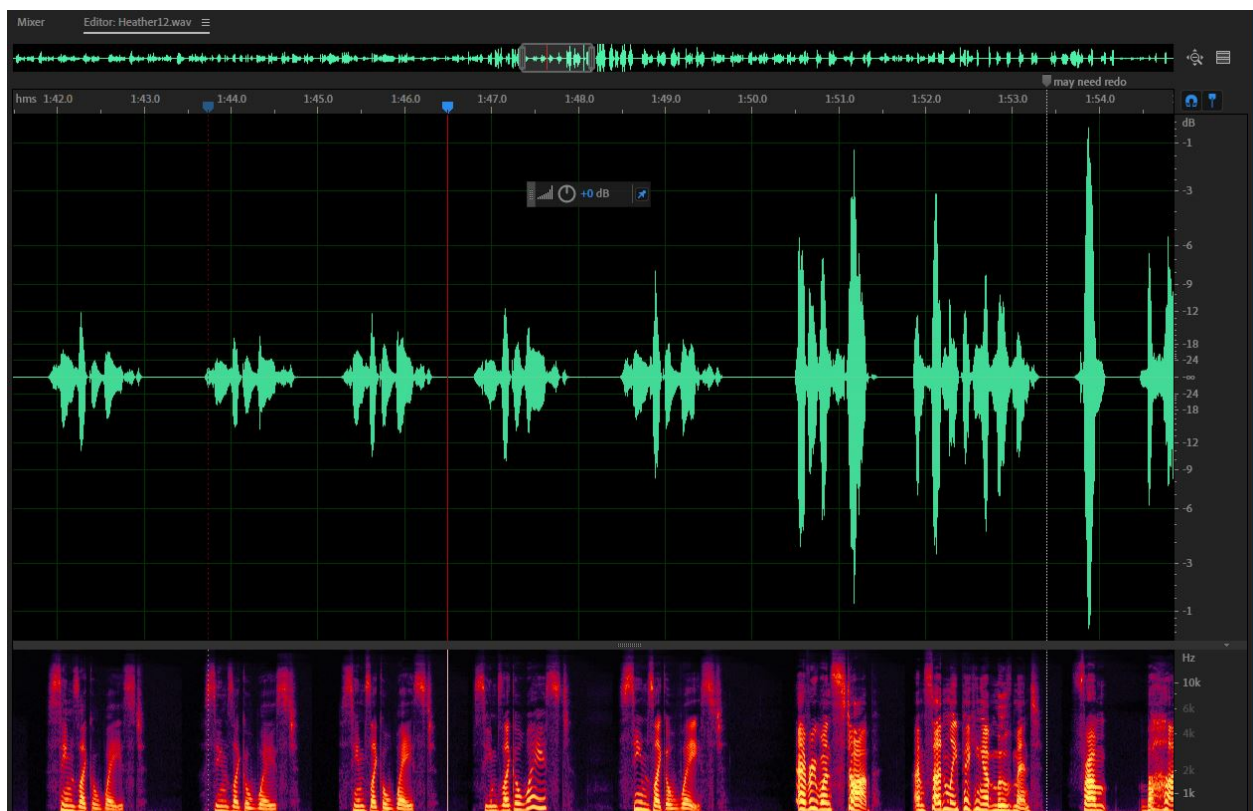 Mixer Editor: Heather12.wav
may need redo
hms 1:42.0 1:43.0 1:44.0 1:45.0 1:46.0 1:47.0 1:48.0 1:49.0 1:50.0 1:51.0 1:52.0 1:53.0 1:54.0
dB
-1
-3
+0 dB
-6
-9
-12
-18
-24
-∞
-24
-18
-12
-9
-6
-3
-1
Hz
10k
6k
4k
2k
1k